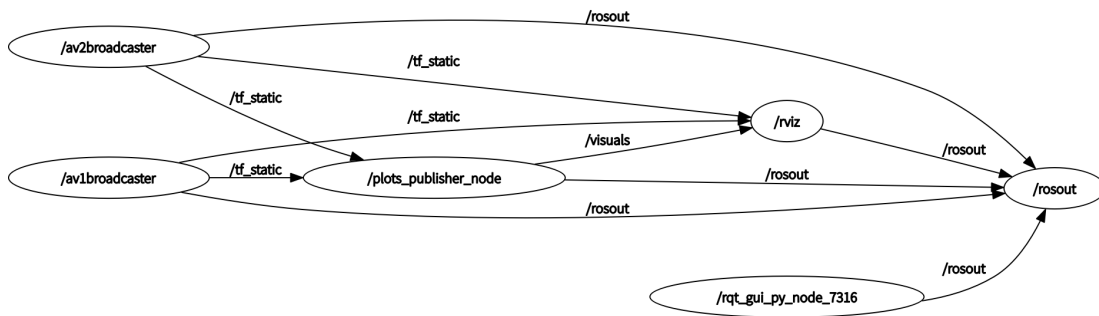 /rosout
/av2broadcaster
/tf_static
/tf_static
/tf_static
/rviz
/visuals
/rosout
/av1broadcaster
/tf_static
/plots_publisher_node
/rosout
/rosout
/rosout
/rosout
/rqt_gui_py_node_7316